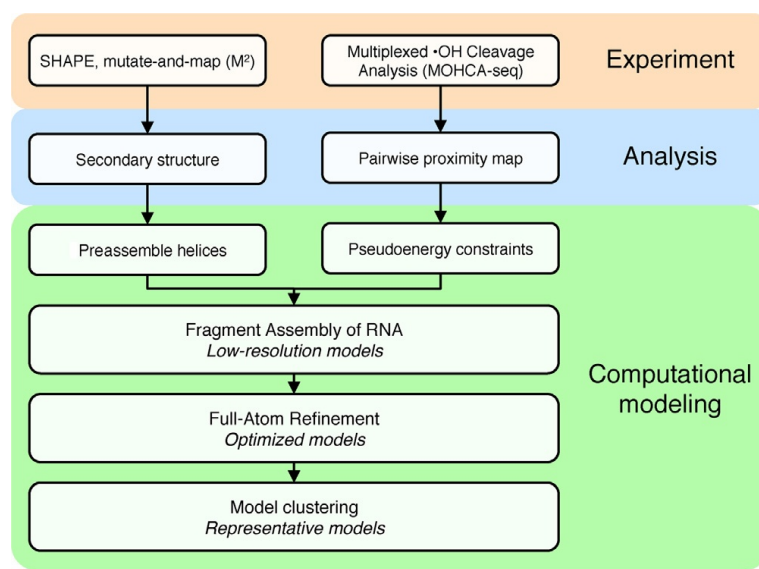 SHAPE, mutate-and-map (M²)
Multiplexed •OH Cleavage
Analysis (MOHCA-seq)
Experiment
Secondary structure
Pairwise proximity map
Analysis
Preassemble helices
Pseudoenergy constraints
Fragment Assembly of RNA
Low-resolution models
Full-Atom Refinement
Optimized models
Model clustering
Representative models
Computational
modeling